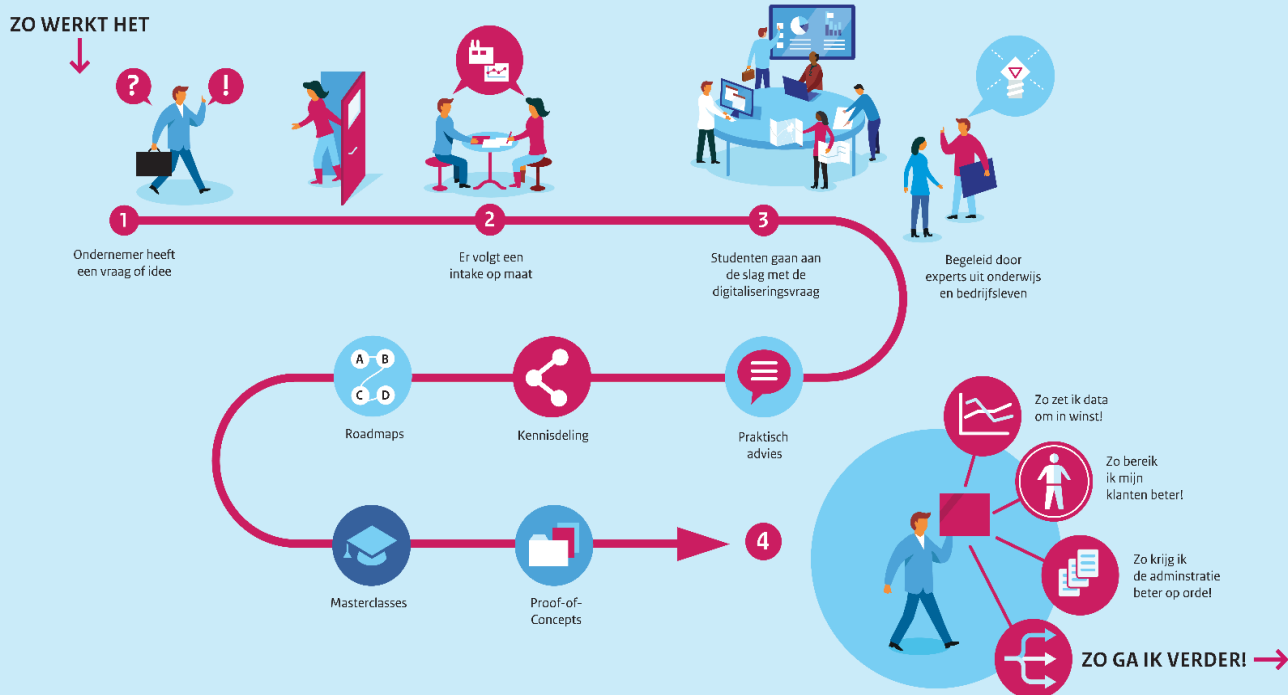 ZO WERKT HET
?
!
1
Ondernemer heeft
een vraag of idee
2
Er volgt een
intake op maat
3
Studenten gaan aan
de slag met de
digitaliseringsvraag
Begeleid door
experts uit onderwijs
en bedrijfsleven
A B
C D
Roadmaps
Kennisdeling
Praktisch
advies
Masterclasses
Proof-of-
Concepts
4
Zo zet ik data
om in winst!
Zo bereik
ik mijn
klanten beter!
Zo krijg ik
de adminstratie
beter op orde!
ZO GA IK VERDER!